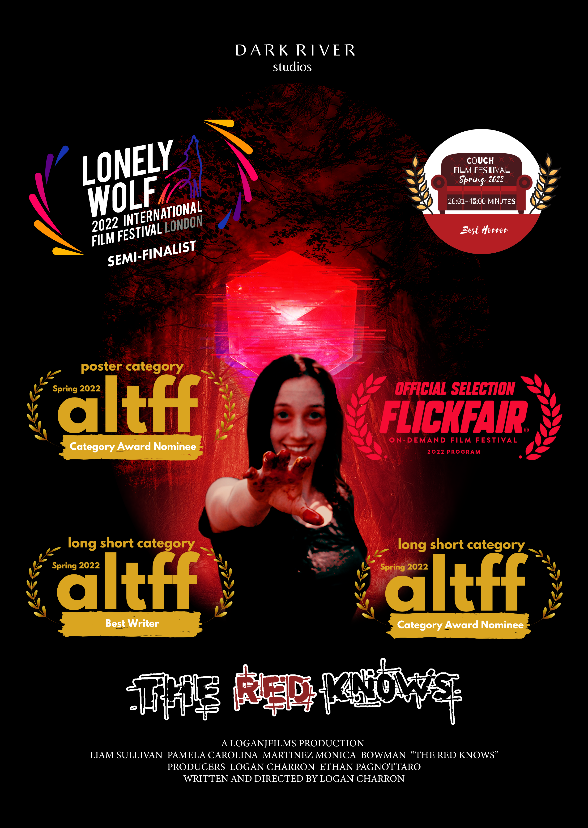 DARK RIVER
studios
LONELY
WOLF
2022 INTERNATIONAL
FILM FESTIVAL LONDON
SEMI-FINALIST
COUCH
FILM FESTIVAL
Spring 2022
Best Horror
poster category
Spring 2022
altff
Category Award Nominee
OFFICIAL SELECTION
FLICKFAIR
ON-DEMAND FILM FESTIVAL
2022 PROGRAM
long short category
Spring 2022
altff
Best Writer
long short category
Spring 2022
altff
Category Award Nominee
THE RED KNOWS
A LOGANJFILMS PRODUCTION
LIAM SULLIVAN PAMELA CAROLINA MARTINEZ MONICA BOWMAN "THE RED KNOWS"
PRODUCERS LOGAN CHARRON ETHAN PAGNOTTARO
WRITTEN AND DIRECTED BY LOGAN CHARRON